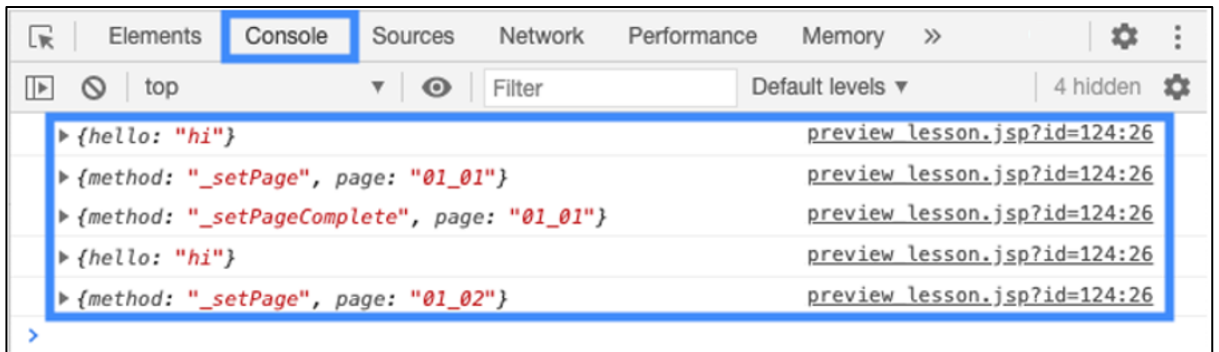 Elements Console Sources Network Performance Memory »
top ▼ Filter Default levels ▼ 4 hidden
▶ {hello: "hi"} preview_lesson.jsp?id=124:26
▶ {method: "_setPage", page: "01_01"} preview_lesson.jsp?id=124:26
▶ {method: "_setPageComplete", page: "01_01"} preview_lesson.jsp?id=124:26
▶ {hello: "hi"} preview_lesson.jsp?id=124:26
▶ {method: "_setPage", page: "01_02"} preview_lesson.jsp?id=124:26
>